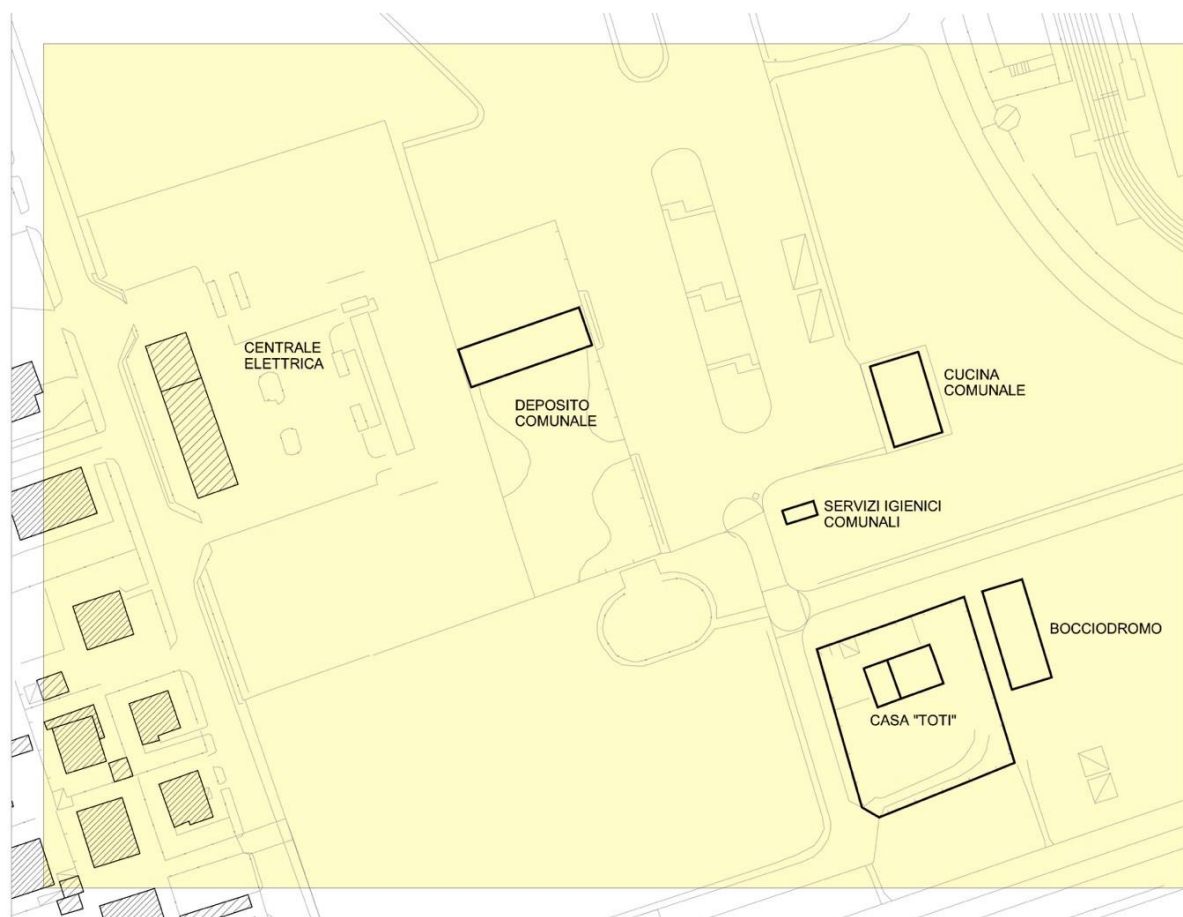 CENTRALE
ELETTRICA
CUCINA
COMUNALE
DEPOSITO
COMUNALE
SERVIZI IGIENICI
COMUNALI
BOCCIODROMO
CASA "TOTI"